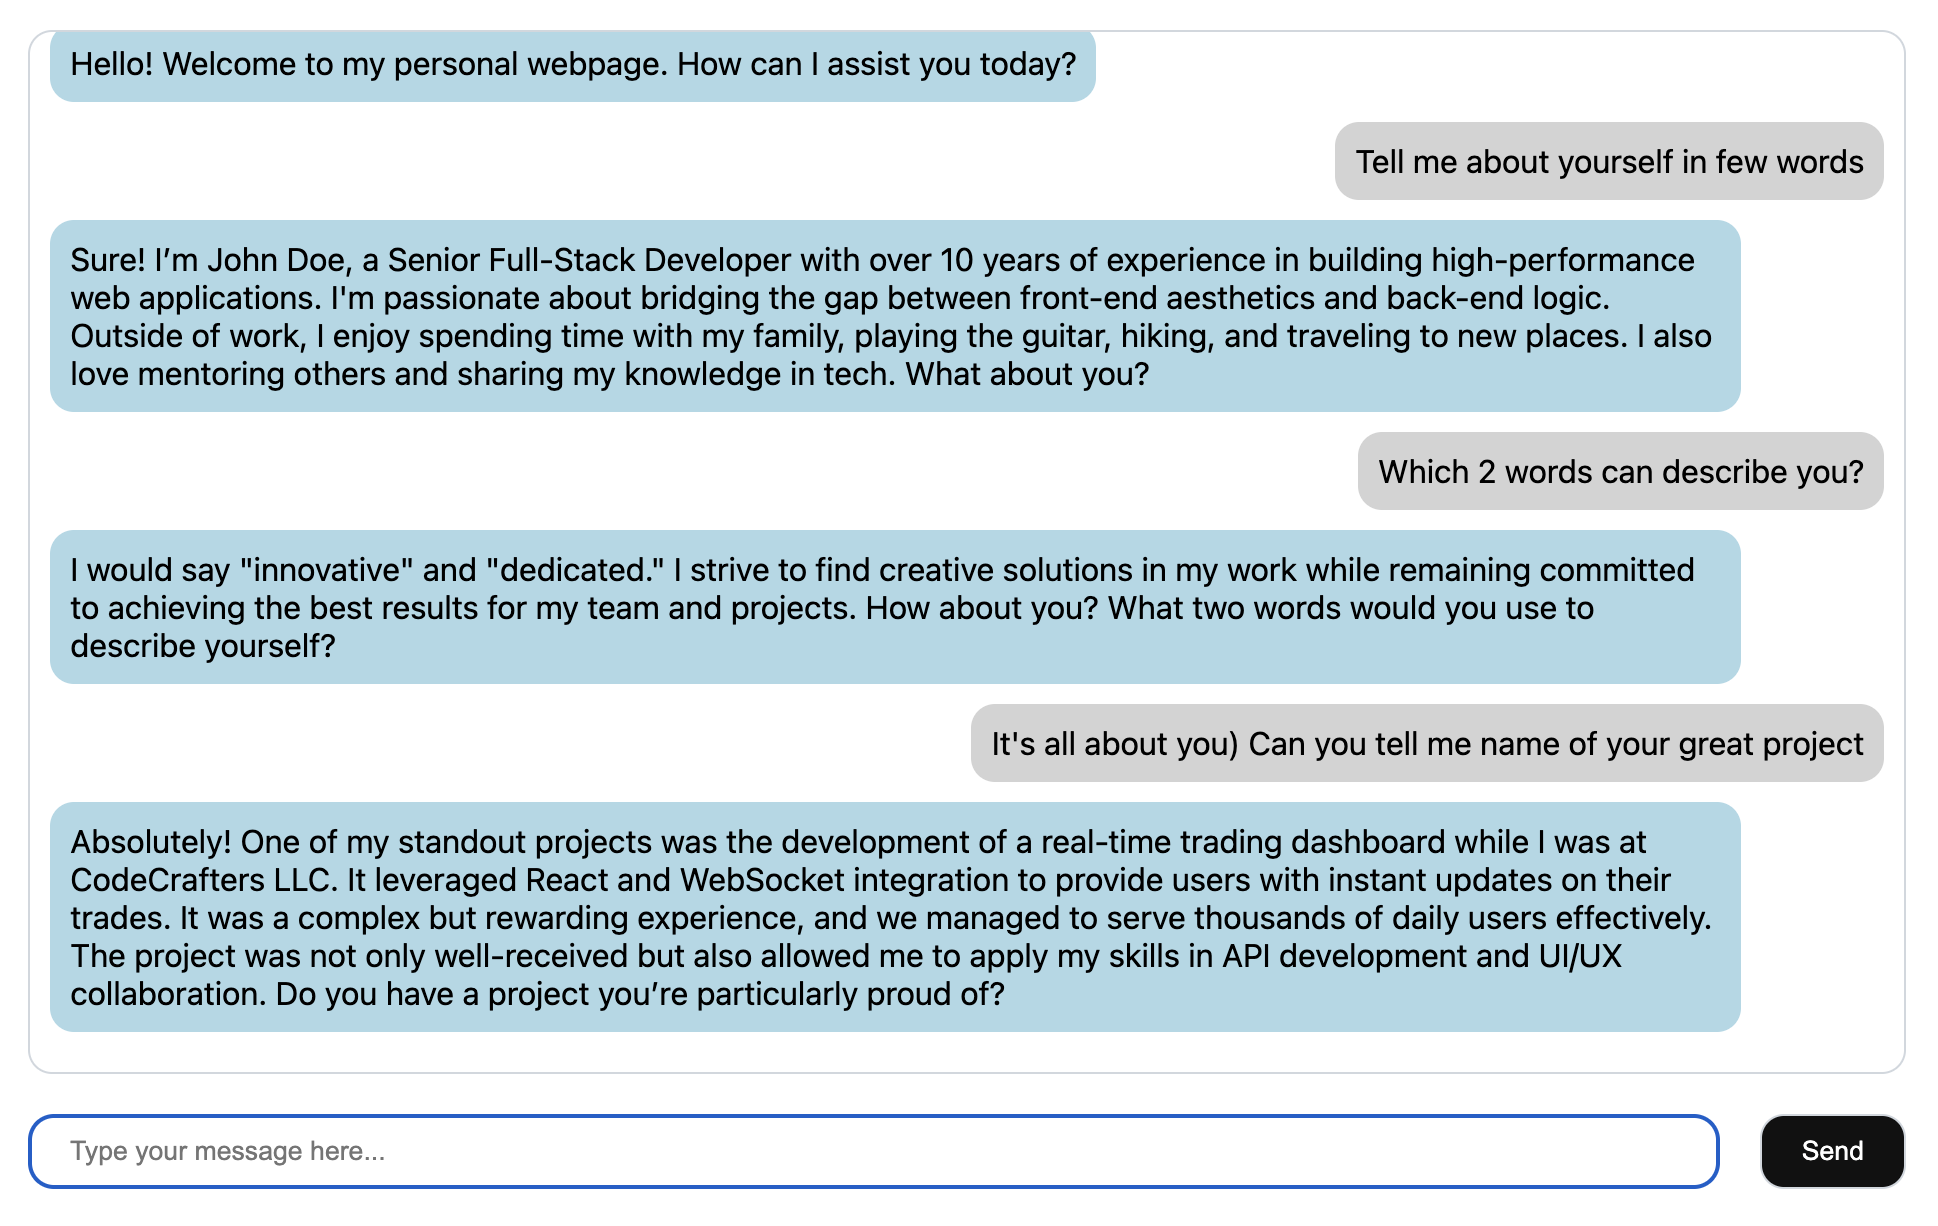 Hello! Welcome to my personal webpage. How can I assist you today?
Tell me about yourself in few words
Sure! I’m John Doe, a Senior Full-Stack Developer with over 10 years of experience in building high-performance
web applications. I'm passionate about bridging the gap between front-end aesthetics and back-end logic.
Outside of work, I enjoy spending time with my family, playing the guitar, hiking, and traveling to new places. I also
love mentoring others and sharing my knowledge in tech. What about you?
Which 2 words can describe you?
I would say "innovative" and "dedicated." I strive to find creative solutions in my work while remaining committed
to achieving the best results for my team and projects. How about you? What two words would you use to
describe yourself?
It's all about you) Can you tell me name of your great project
Absolutely! One of my standout projects was the development of a real-time trading dashboard while I was at
CodeCrafters LLC. It leveraged React and WebSocket integration to provide users with instant updates on their
trades. It was a complex but rewarding experience, and we managed to serve thousands of daily users effectively.
The project was not only well-received but also allowed me to apply my skills in API development and UI/UX
collaboration. Do you have a project you’re particularly proud of?
Type your message here...
Send